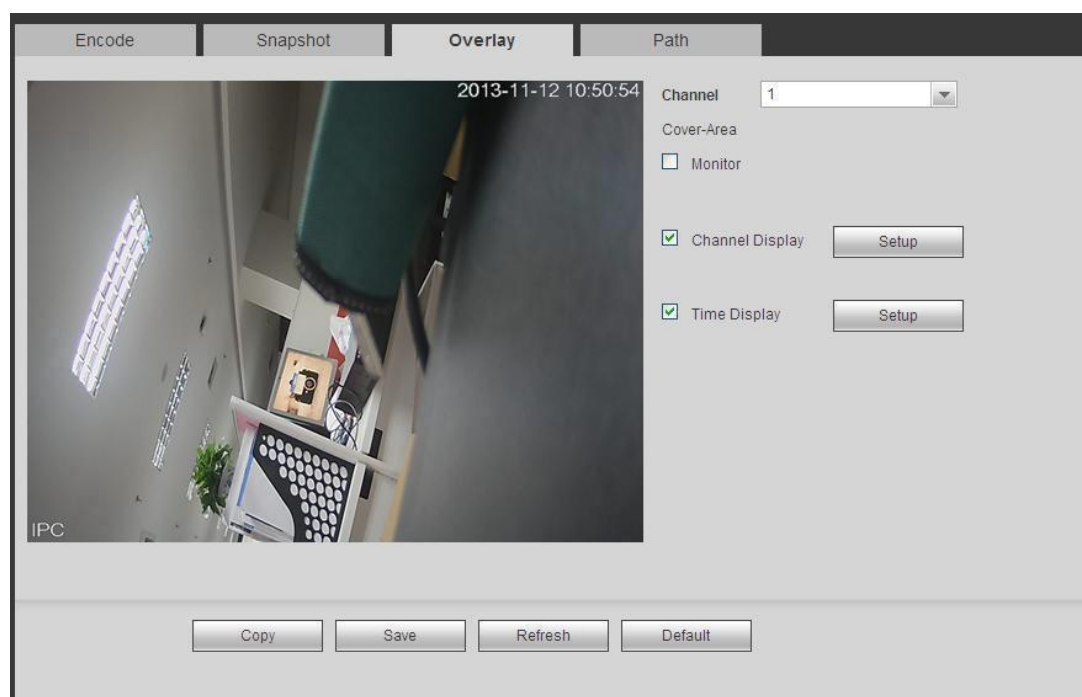 Encode Snapshot Overlay Path
2013-11-12 10:50:54
Channel 1
Cover-Area
Monitor
Channel Display Setup
Time Display Setup
IPC
Copy Save Refresh Default